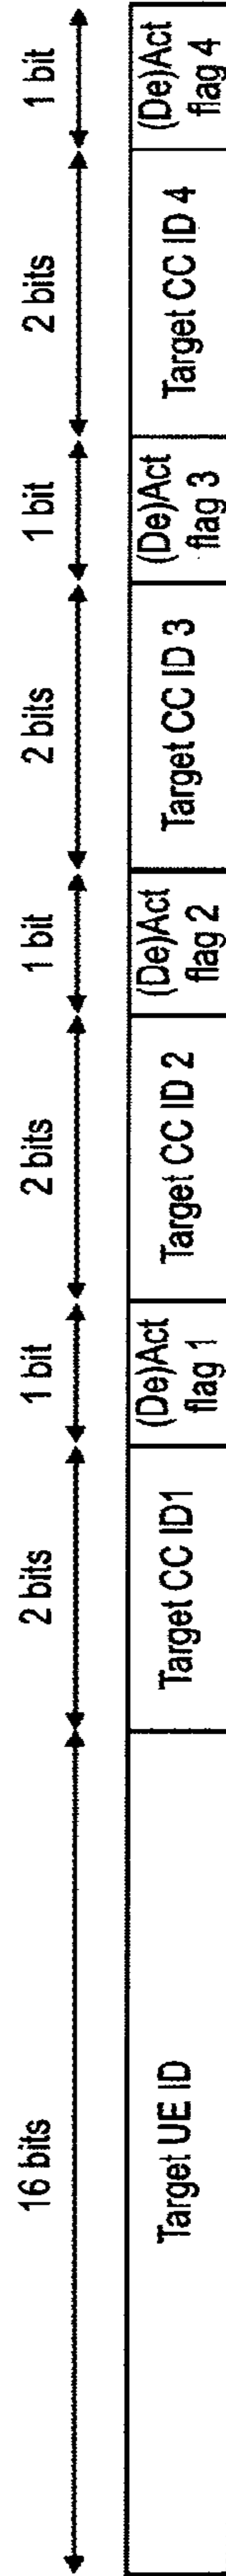 16 bits
2 bits
1 bit
2 bits
1 bit
2 bits
1 bit
2 bits
1 bit
Target UE ID
Target CC ID1
(De)Act
flag 1
Target CC ID 2
(De)Act
flag 2
Target CC ID 3
(De)Act
flag 3
Target CC ID 4
(De)Act
flag 4